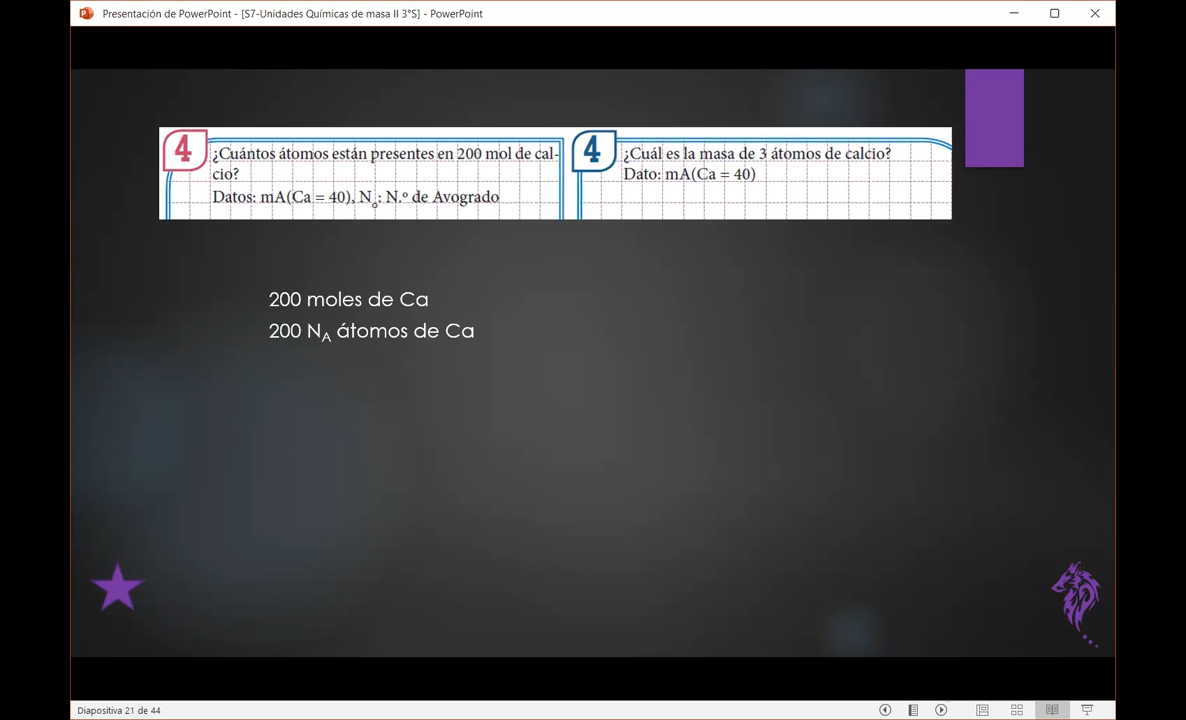 Presentación de PowerPoint - [S7-Unidades Químicas de masa II 3°S] - PowerPoint
4
¿Cuántos átomos están presentes en 200 mol de cal-
cio?
Datos: mA(Ca = 40), No: N.º de Avogrado
4
¿Cuál es la masa de 3 átomos de calcio?
Dato: mA(Ca = 40)
200 moles de Ca
200 NA átomos de Ca
Diapositiva 21 de 44